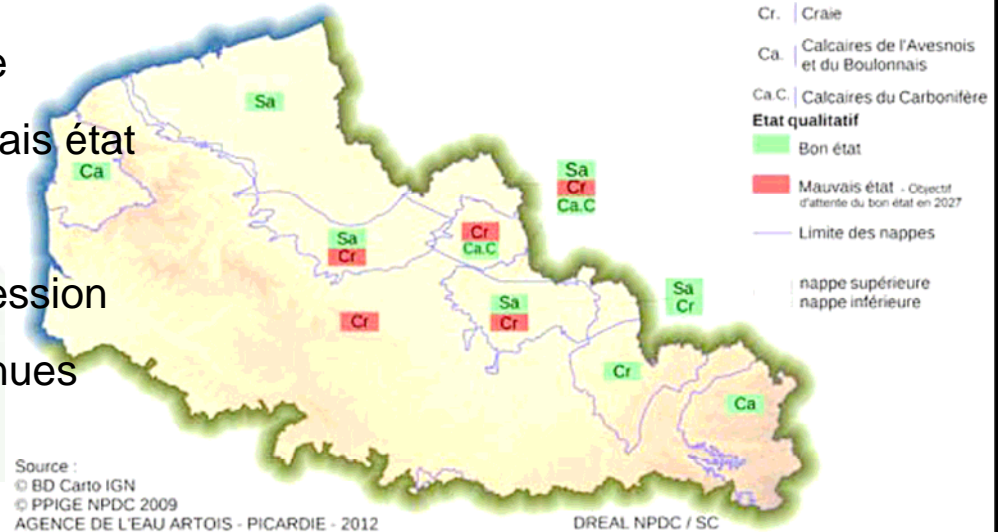 e
ais état
ession
nues
Cr. Craie
Ca. Calcaires de l'Avesnois
et du Boulonnais
Ca.C. Calcaires du Carbonifère
Etat qualitatif
Bon état
Mauvais état - Objectif
d'attente du bon état en 2027
Limite des nappes
nappe supérieure
nappe inférieure
Sa
Ca
Sa
Cr
Ca.C
Sa
Cr
Cr
Ca.C
Sa
Cr
Sa
Cr
Cr
Cr
Ca
Source :
© BD Carto IGN
© PPIGE NPDC 2009
AGENCE DE L'EAU ARTOIS - PICARDIE - 2012
DREAL NPDC / SC